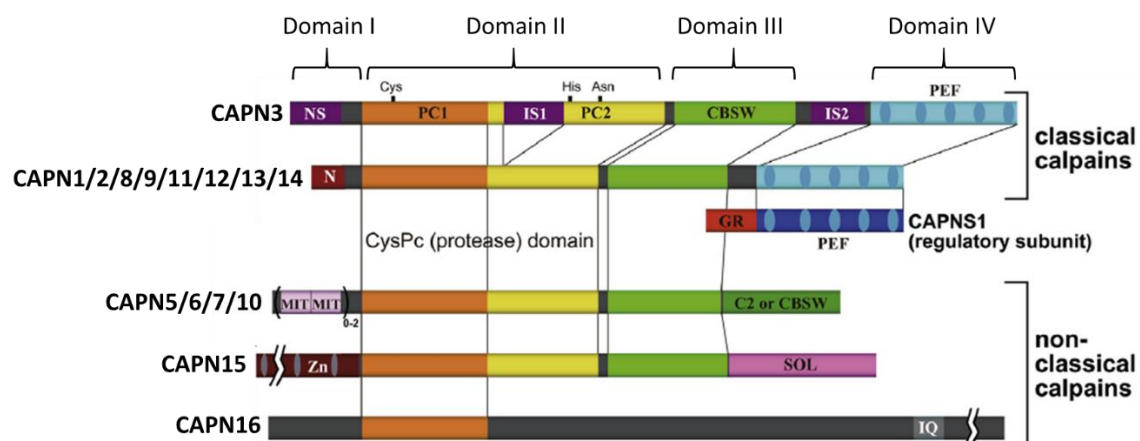 Domain I Domain II Domain III Domain IV
Cys His Asn PEF
CAPN3 NS PC1 IS1 PC2 CBSW IS2
classical
calpains
CAPN1/2/8/9/11/12/13/14 N
GR CAPNS1
(regulatory subunit)
CysPc (protease) domain PEF
CAPN5/6/7/10 (MIT MIT) 0-2 C2 or CBSW
non-
classical
calpains
CAPN15 Zn SOL
CAPN16 IQ